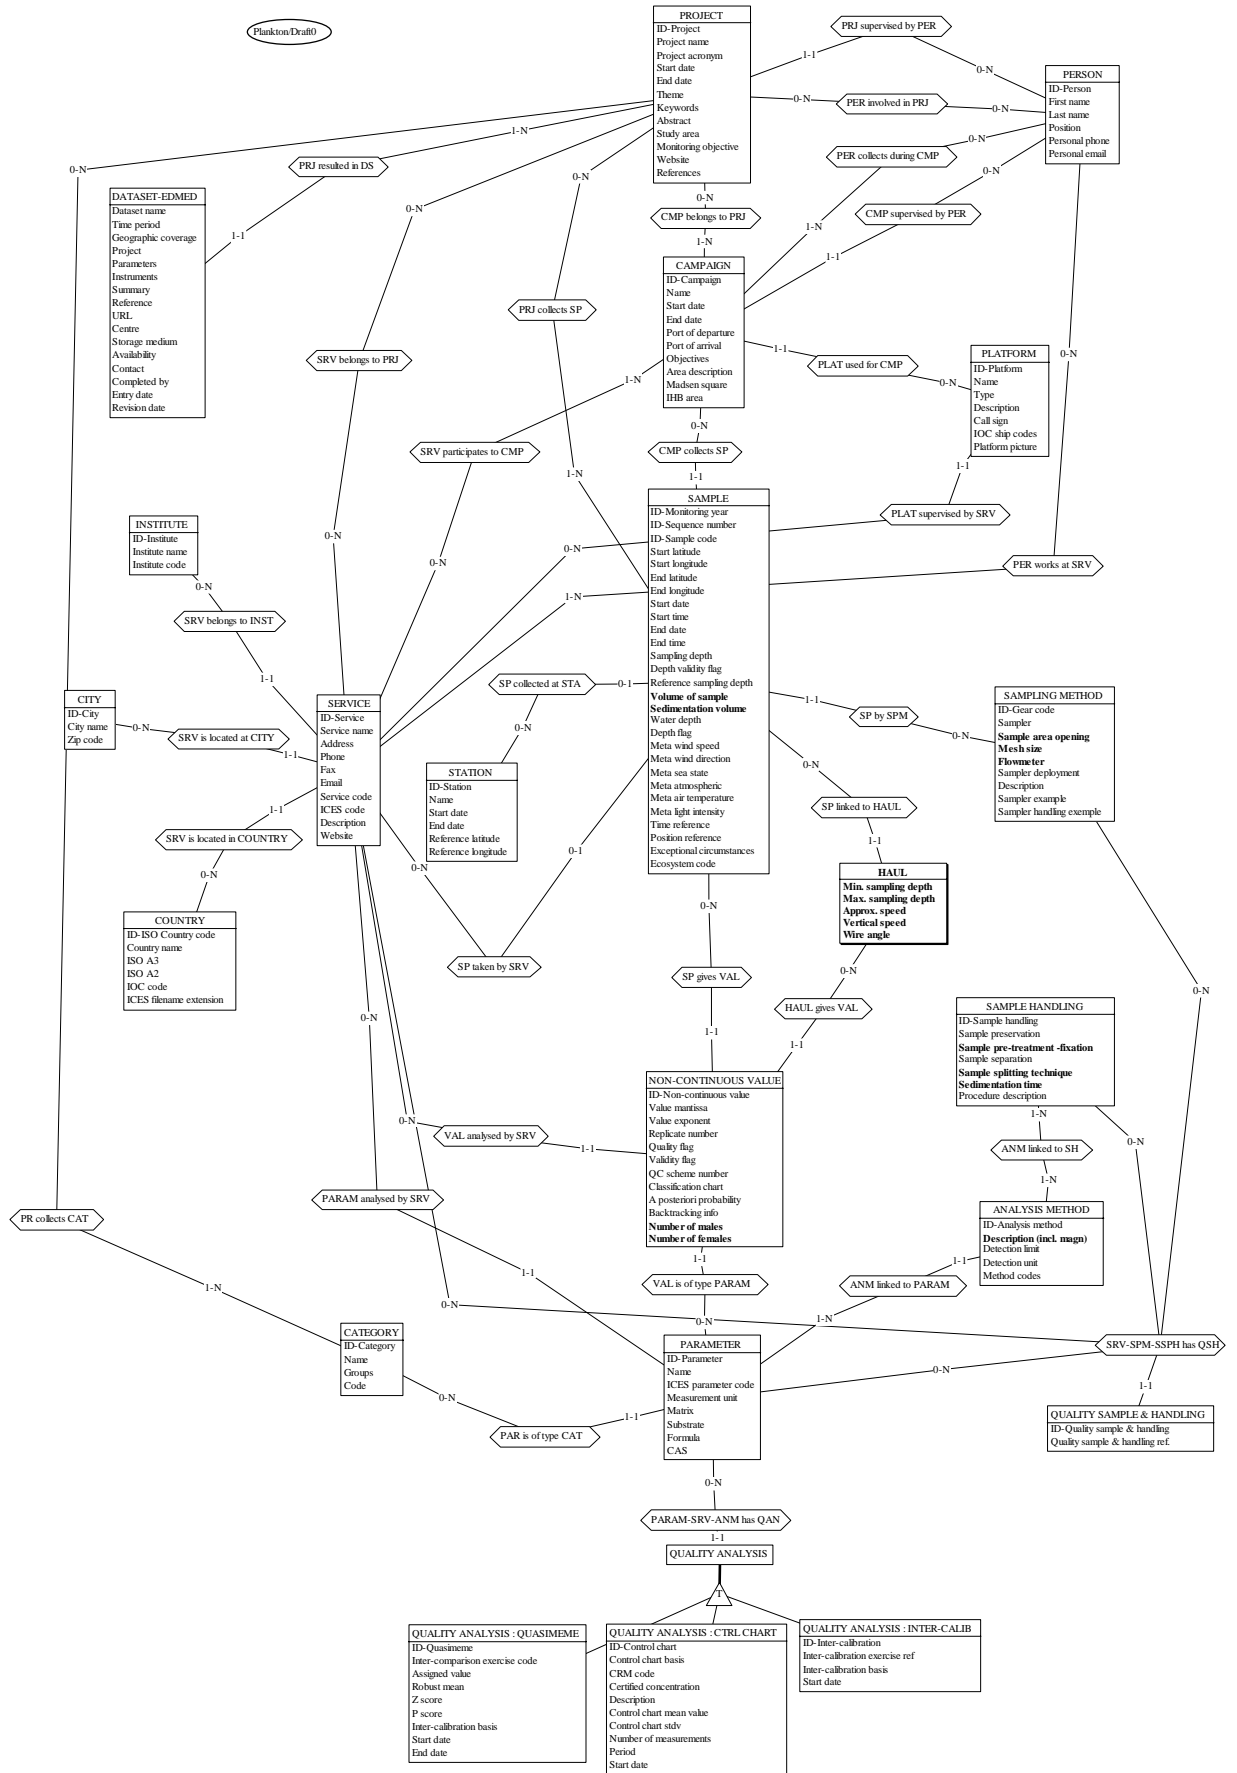 Plankton/Draft0
PROJECT
ID-Project
Project name
Project acronym
Start date
End date
Theme
Keywords
Abstract
Study area
Monitoring objective
Website
References
PRJ supervised by PER
1-1
0-N
PERSON
ID-Person
First name
Last name
Position
Personal phone
Personal email
0-N
PER involved in PRJ
0-N
0-N
PER collects during CMP
1-N
0-N
CMP supervised by PER
1-1
0-N
1-N
PRJ resulted in DS
1-1
0-N
0-N
0-N
CMP belongs to PRJ
1-N
DATASET-EDMED
Dataset name
Time period
Geographic coverage
Project
Parameters
Instruments
Summary
Reference
URL
Centre
Storage medium
Availability
Contact
Completed by
Entry date
Revision date
CAMPAIGN
ID-Campaign
Name
Start date
End date
Port of departure
Port of arrival
Objectives
Area description
Madsen square
IHB area
PRJ collects SP
SRV belongs to PRJ
1-1
PLAT used for CMP
0-N
0-N
PLATFORM
ID-Platform
Name
Type
Description
Call sign
IOC ship codes
Platform picture
1-N
0-N
SRV participates to CMP
CMP collects SP
1-N
1-1
1-1
SAMPLE
ID-Monitoring year
ID-Sequence number
ID-Sample code
Start latitude
Start longitude
End latitude
End longitude
Start date
Start time
End date
End time
Sampling depth
Depth validity flag
Reference sampling depth
Volume of sample
Sedimentation volume
Water depth
Depth flag
Meta wind speed
Meta wind direction
Meta sea state
Meta atmospheric
Meta air temperature
Meta light intensity
Time reference
Position reference
Exceptional circumstances
Ecosystem code
PLAT supervised by SRV
INSTITUTE
ID-Institute
Institute name
Institute code
0-N
0-N
0-N
PER works at SRV
0-N
1-N
SRV belongs to INST
1-1
SP collected at STA
0-1
0-N
CITY
ID-City
City name
Zip code
0-N
SRV is located at CITY
1-1
SERVICE
ID-Service
Service name
Address
Phone
Fax
Email
Service code
ICES code
Description
Website
1-1
SP by SPM
0-N
SAMPLING METHOD
ID-Gear code
Sampler
Sample area opening
Mesh size
Flowmeter
Sampler deployment
Description
Sampler example
Sampler handling exemple
STATION
ID-Station
Name
Start date
End date
Reference latitude
Reference longitude
0-N
SP linked to HAUL
1-1
1-1
SRV is located in COUNTRY
0-N
0-1
0-N
HAUL
Min. sampling depth
Max. sampling depth
Approx. speed
Vertical speed
Wire angle
COUNTRY
ID-ISO Country code
Country name
ISO A3
ISO A2
IOC code
ICES filename extension
0-N
SP taken by SRV
SP gives VAL
0-N
HAUL gives VAL
0-N
0-N
1-1
1-1
SAMPLE HANDLING
ID-Sample handling
Sample preservation
Sample pre-treatment -fixation
Sample separation
Sample splitting technique
Sedimentation time
Procedure description
NON-CONTINUOUS VALUE
ID-Non-continuous value
Value mantissa
Value exponent
Replicate number
Quality flag
Validity flag
QC scheme number
Classification chart
A posteriori probability
Backtracking info
Number of males
Number of females
0-N
VAL analysed by SRV
1-1
1-N
ANM linked to SH
1-N
0-N
PARAM analysed by SRV
PR collects CAT
ANALYSIS METHOD
ID-Analysis method
Description (incl. magn)
Detection limit
Detection unit
Method codes
1-1
1-1
VAL is of type PARAM
1-1
ANM linked to PARAM
1-N
1-N
0-N
0-N
CATEGORY
ID-Category
Name
Groups
Code
PARAMETER
ID-Parameter
Name
ICES parameter code
Measurement unit
Matrix
Substrate
Formula
CAS
SRV-SPM-SSPH has QSH
0-N
1-1
0-N
1-1
PAR is of type CAT
QUALITY SAMPLE & HANDLING
ID-Quality sample & handling
Quality sample & handling ref.
0-N
PARAM-SRV-ANM has QAN
1-1
QUALITY ANALYSIS
T
QUALITY ANALYSIS : QUASIMEME
ID-Quasimeme
Inter-comparison exercise code
Assigned value
Robust mean
Z score
P score
Inter-calibration basis
Start date
End date
QUALITY ANALYSIS : CTRL CHART
ID-Control chart
Control chart basis
CRM code
Certified concentration
Description
Control chart mean value
Control chart stdv
Number of measurements
Period
Start date
QUALITY ANALYSIS : INTER-CALIB
ID-Inter-calibration
Inter-calibration exercise ref
Inter-calibration basis
Start date